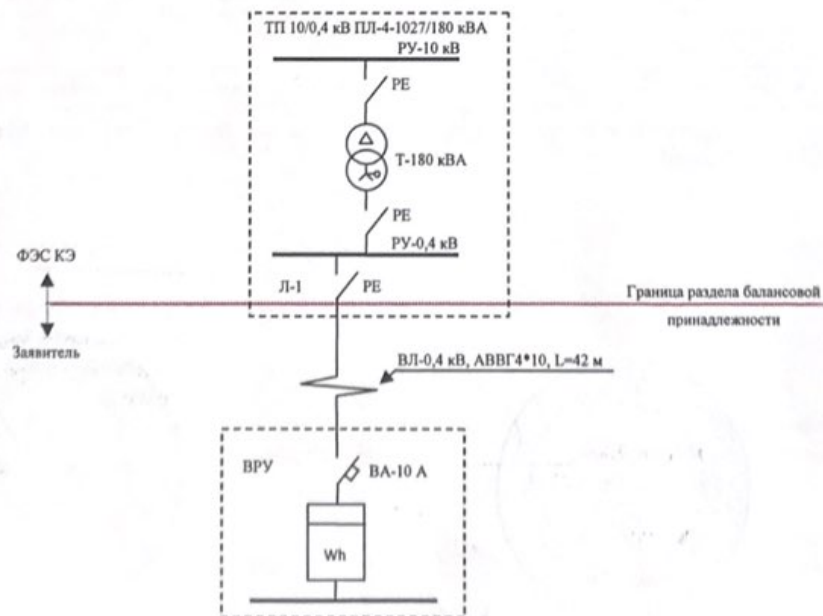 ТП 10/0,4 кВ ПЛ-4-1027/180 кВА
РУ-10 кВ
РЕ
Т-180 кВА
РЕ
РУ-0,4 кВ
ФЭС КЭ
Л-1
РЕ
Граница раздела балансовой
принадлежности
Заявитель
ВЛ-0,4 кВ, АВВГ4*10, L=42 м
ВРУ
ВА-10 А
Wh